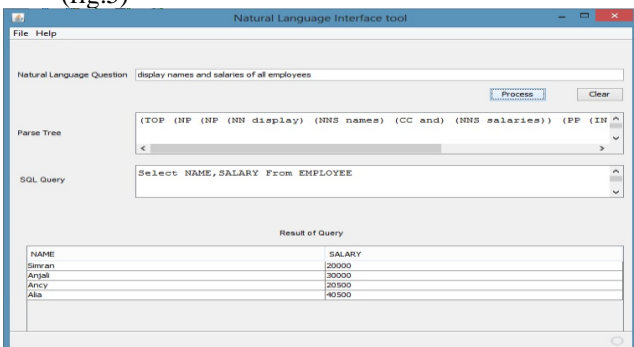 (fig.3)
Natural Language Interface tool
File Help
Natural Language Question display names and salaries of all employees
Process Clear
Parse Tree (TOP (NP (NP (NN display) (NNS names) (CC and) (NNS salaries)) (PP (IN
SQL Query Select NAME,SALARY From EMPLOYEE
Result of Query
NAME SALARY
Simran 20000
Anjali 30000
Ancy 20500
Alia 40500